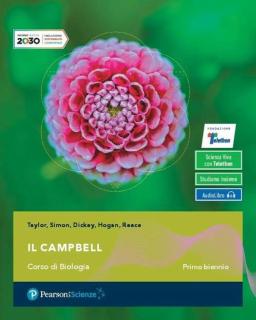 2030
FONDAZIONE
Telethon
Scienza Viva
con Telethon
Studiamo insieme
AudioLibro
Taylor, Simon, Dickey, Hogan, Reece
IL CAMPBELL
Corso di Biologia
Primo biennio
Pearson Scienze